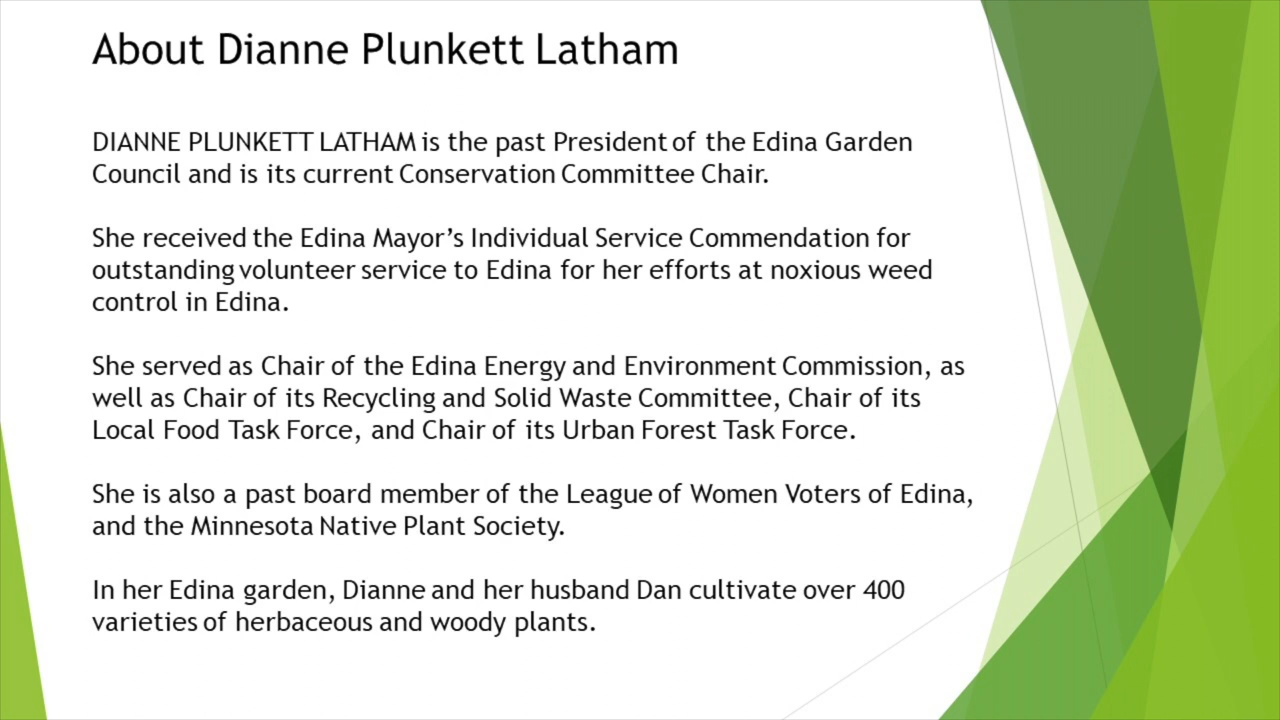 About Dianne Plunkett Latham
DIANNE PLUNKETT LATHAM is the past President of the Edina Garden
Council and is its current Conservation Committee Chair.
She received the Edina Mayor’s Individual Service Commendation for
outstanding volunteer service to Edina for her efforts at noxious weed
control in Edina.
She served as Chair of the Edina Energy and Environment Commission, as
well as Chair of its Recycling and Solid Waste Committee, Chair of its
Local Food Task Force, and Chair of its Urban Forest Task Force.
She is also a past board member of the League of Women Voters of Edina,
and the Minnesota Native Plant Society.
In her Edina garden, Dianne and her husband Dan cultivate over 400
varieties of herbaceous and woody plants.